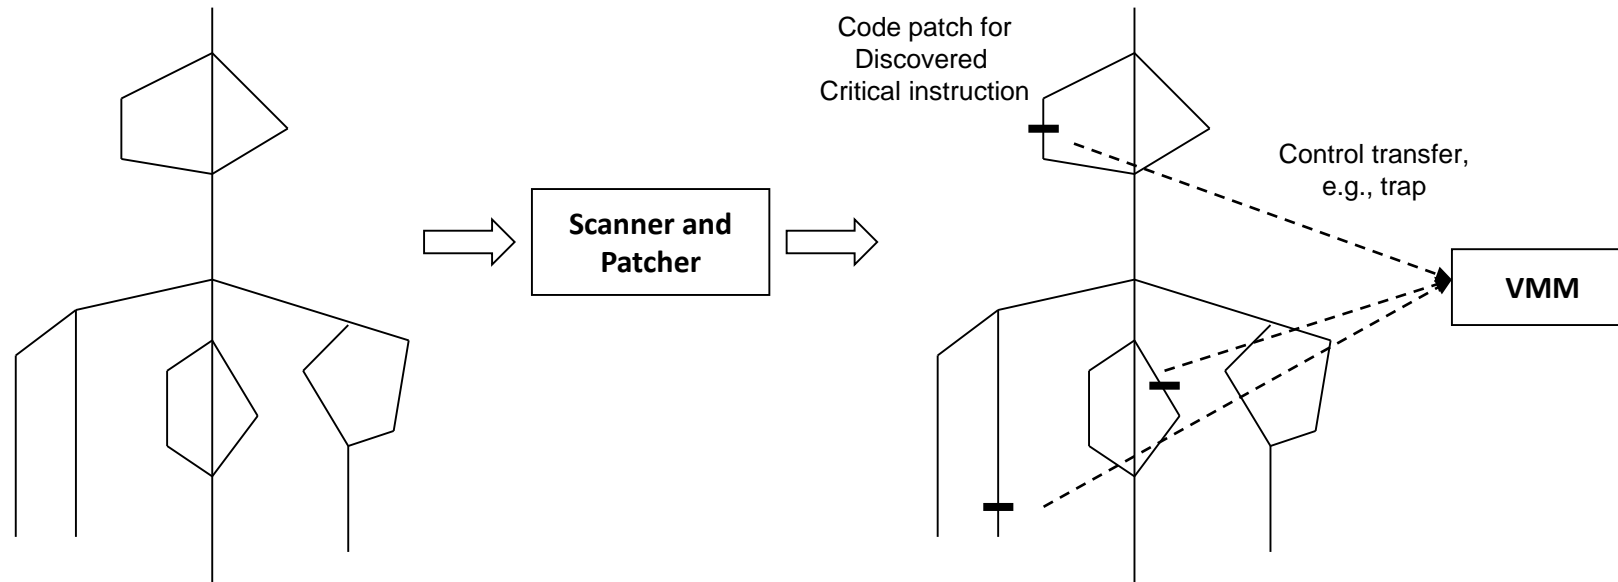 Code patch for
Discovered
Critical instruction
Control transfer,
e.g., trap
Scanner and
Patcher
VMM